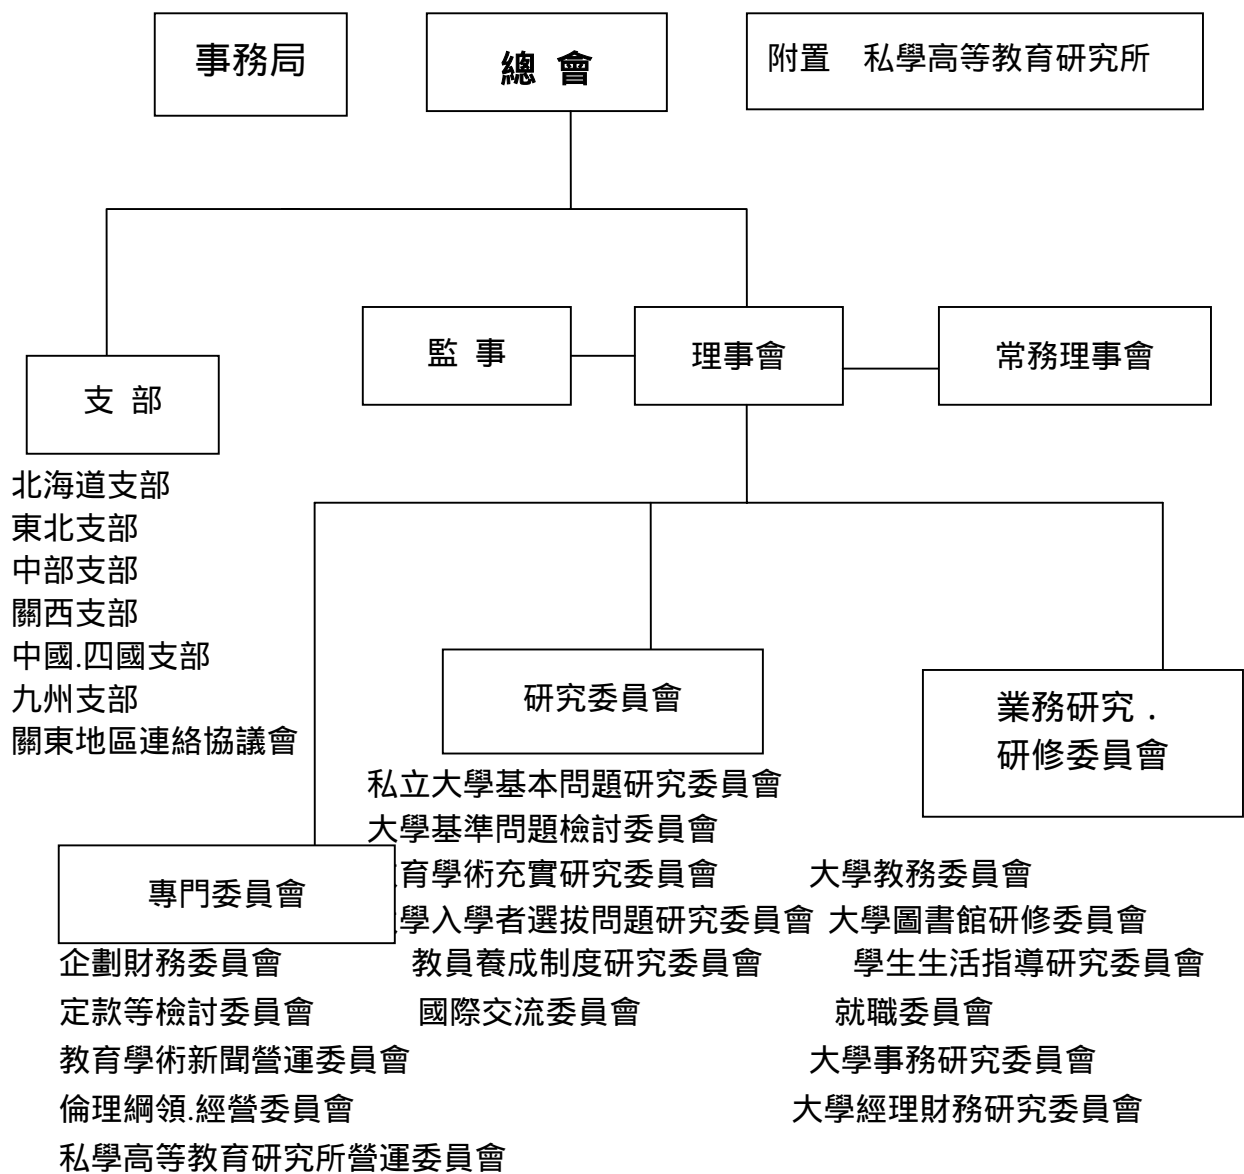 事務局
總 會
附置 私學高等教育研究所
監 事
理事會
常務理事會
支 部
北海道支部
東北支部
中部支部
關西支部
中國.四國支部
九州支部
關東地區連絡協議會
研究委員會
業務研究．
研修委員會
私立大學基本問題研究委員會
大學基準問題檢討委員會
育學術充實研究委員會
學入學者選拔問題研究委員會
教員養成制度研究委員會
國際交流委員會
專門委員會
企劃財務委員會
定款等檢討委員會
教育學術新聞營運委員會
倫理綱領.經營委員會
私學高等教育研究所營運委員會
大學教務委員會
大學圖書館研修委員會
學生生活指導研究委員會
就職委員會
大學事務研究委員會
大學經理財務研究委員會